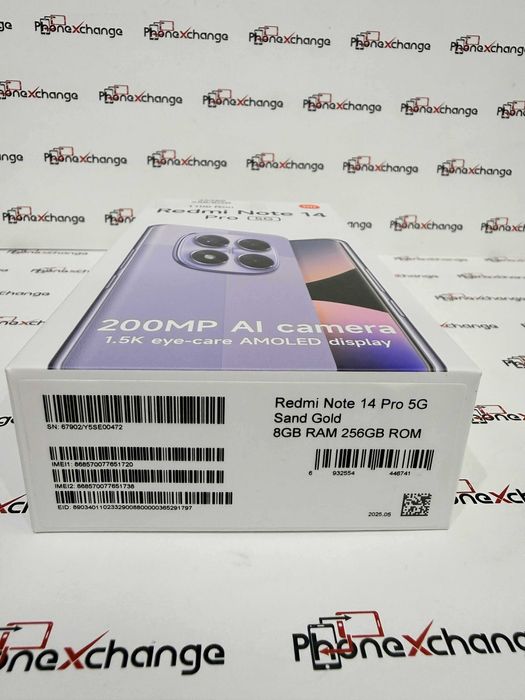 PhoneXchange
Redmi Note 14
Pro (5G)
200MP AI camera
1.5K eye-care AMOLED display
SN: 67902/Y5SE00472
IMEI1: 868570077651720
IMEI2: 868570077651738
EID: 89034011023329008800000365291797
Redmi Note 14 Pro 5G
Sand Gold
8GB RAM 256GB ROM
6 932554 446741
2025.05
PhoneXchange